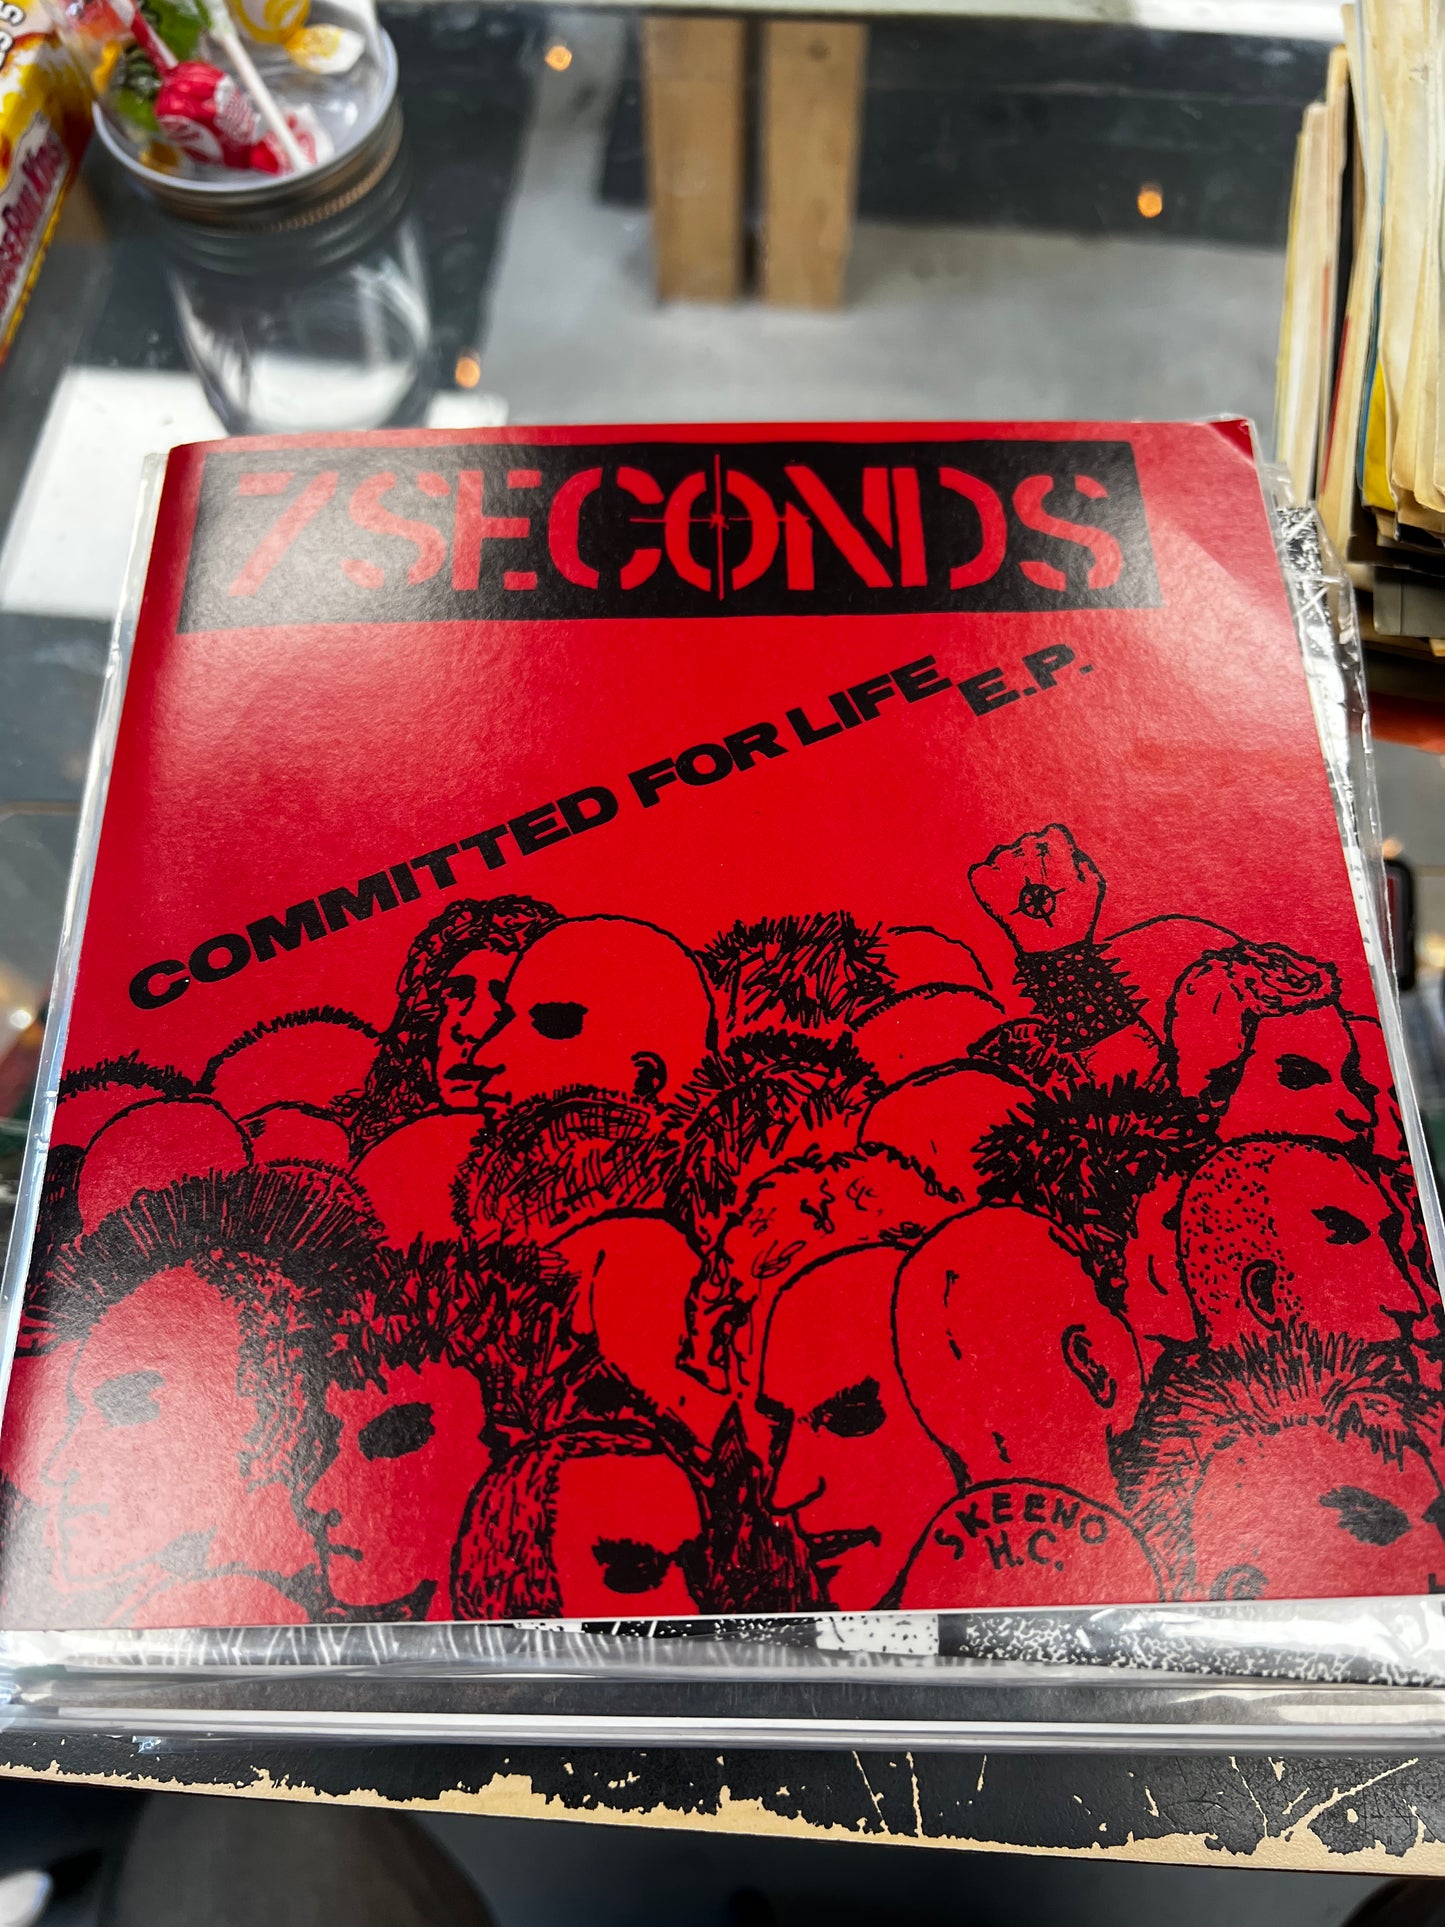 7SECONDS
COMMITTED FOR LIFE E.P.
SKEENO
H.C.